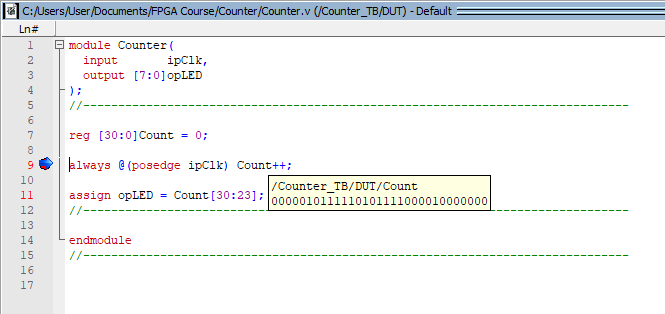 C:/Users/User/Documents/FPGA Course/Counter/Counter.v (/Counter_TB/DUT) - Default
Ln#
1 module Counter(
2   input       ipClk,
3   output [7:0]opLED
4 );
5 //------------------------------------------------------------------------------
6
7 reg [30:0]Count = 0;
8
9 always @(posedge ipClk) Count++;
10
/Counter_TB/DUT/Count
11 assign opLED = Count[30:23];
0000010111110101111000010000000
12 //------------------------------------------------------------------------------
13
14 endmodule
15 //------------------------------------------------------------------------------
16
17